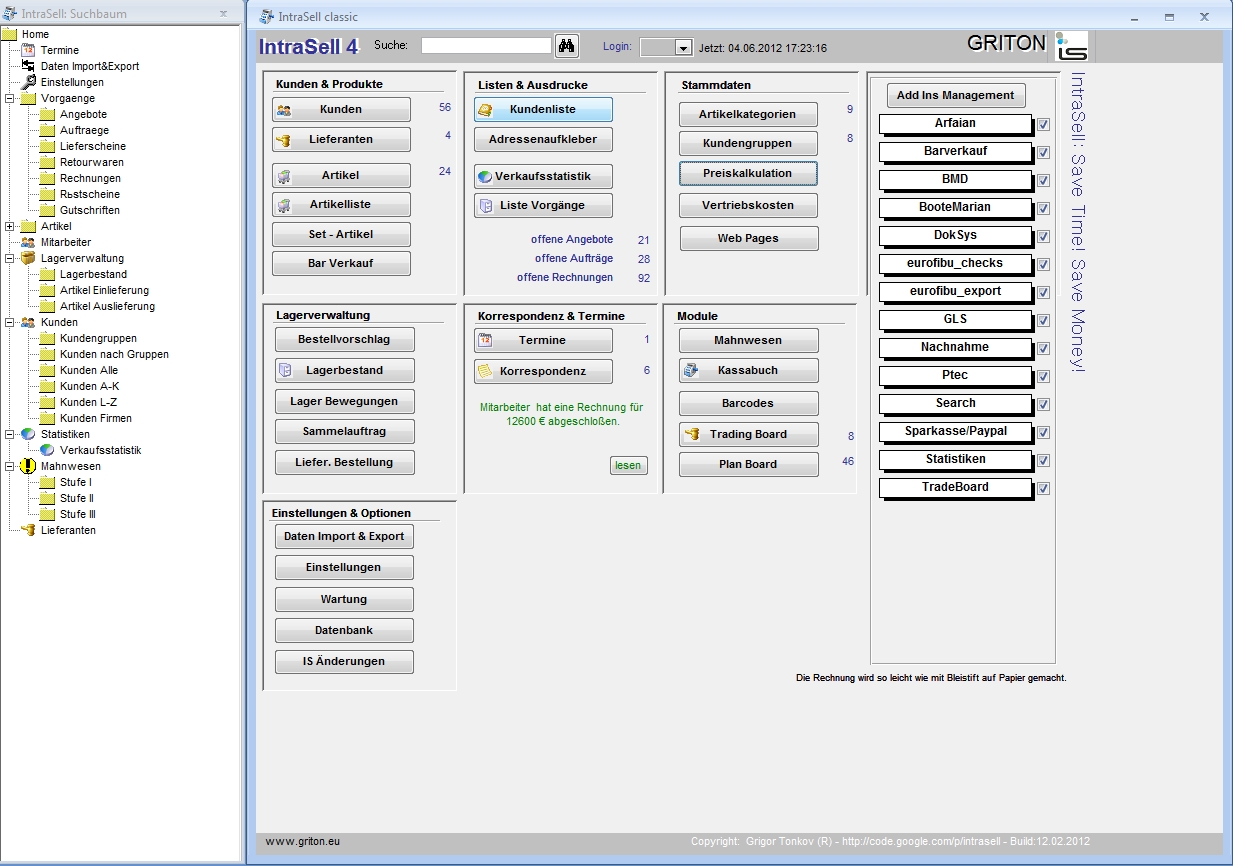 IntraSell: Suchbaum
Home
Termine
Daten Import&Export
Einstellungen
Vorgaenge
Angebote
Auftraege
Lieferscheine
Retourwaren
Rechnungen
Restscheine
Gutschriften
Artikel
Mitarbeiter
Lagerverwaltung
Lagerbestand
Artikel Einlieferung
Artikel Auslieferung
Kunden
Kundengruppen
Kunden nach Gruppen
Kunden Alle
Kunden A-K
Kunden L-Z
Kunden Firmen
Statistiken
Verkaufsstatistik
Mahnwesen
Stufe I
Stufe II
Stufe III
Lieferanten
IntraSell classic
IntraSell 4 Suche: Login: Jetzt: 04.06.2012 17:23:16 GRITON is
Kunden & Produkte
Kunden 56
Lieferanten 4
Artikel 24
Artikelliste
Set - Artikel
Bar Verkauf
Listen & Ausdrucke
Kundenliste
Adressenaufkleber
Verkaufsstatistik
Liste Vorgänge
offene Angebote 21
offene Aufträge 28
offene Rechnungen 92
Stammdaten
Artikelkategorien 9
Kundengruppen 8
Preiskalkulation
Vertriebskosten
Web Pages
Add Ins Management
Arfaian
Barverkauf
BMD
BooteMarian
DokSys
eurofibu_checks
eurofibu_export
GLS
Nachnahme
Ptec
Search
Sparkasse/Paypal
Statistiken
TradeBoard
IntraSell: Save Time! Save Money!
Lagerverwaltung
Bestellvorschlag
Lagerbestand
Lager Bewegungen
Sammelauftrag
Liefer. Bestellung
Korrespondenz & Termine
12 Termine 1
Korrespondenz 6
Mitarbeiter hat eine Rechnung für
12600 € abgeschloßen.
lesen
Module
Mahnwesen
Kassabuch
Barcodes
Trading Board 8
Plan Board 46
Einstellungen & Optionen
Daten Import & Export
Einstellungen
Wartung
Datenbank
IS Änderungen
Die Rechnung wird so leicht wie mit Bleistift auf Papier gemacht.
www.griton.eu
Copyright: Grigor Tonkov (R) - http://code.google.com/p/intrasell - Build:12.02.2012